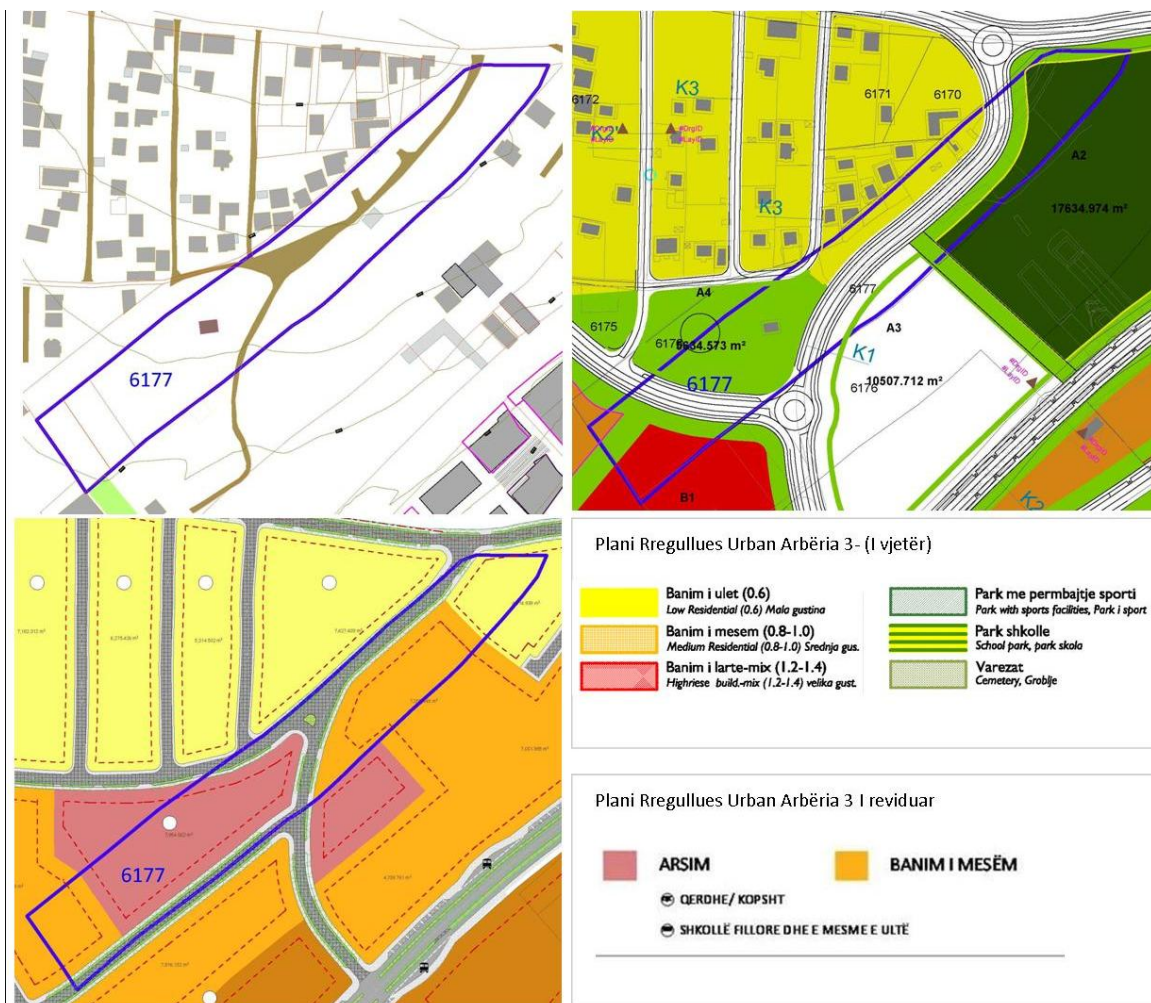 6177
6172
K3
6171
6170
K2
#OrgID
#LayID
K3
A2
17634.974 m²
A4
6177
6175
A3
K1
6177
10507.712 m²
6176
B1
K2
6177
Plani Rregullues Urban Arbëria 3- (I vjetër)
Banim i ulet (0.6)
Low Residential (0.6) Mala gustina
Banim i mesem (0.8-1.0)
Medium Residential (0.8-1.0) Srednja gus.
Banim i larte-mix (1.2-1.4)
Highriese build.-mix (1.2-1.4) velika gust.
Park me permbajtje sporti
Park with sports facilities, Park i sport
Park shkolle
School park, park skola
Varezat
Cemetery, Groblje
Plani Rregullues Urban Arbëria 3 I reviduar
ARSIM
BANIM I MESËM
QERDHE/ KOPSHT
SHKOLLË FILLORE DHE E MESME E ULTË